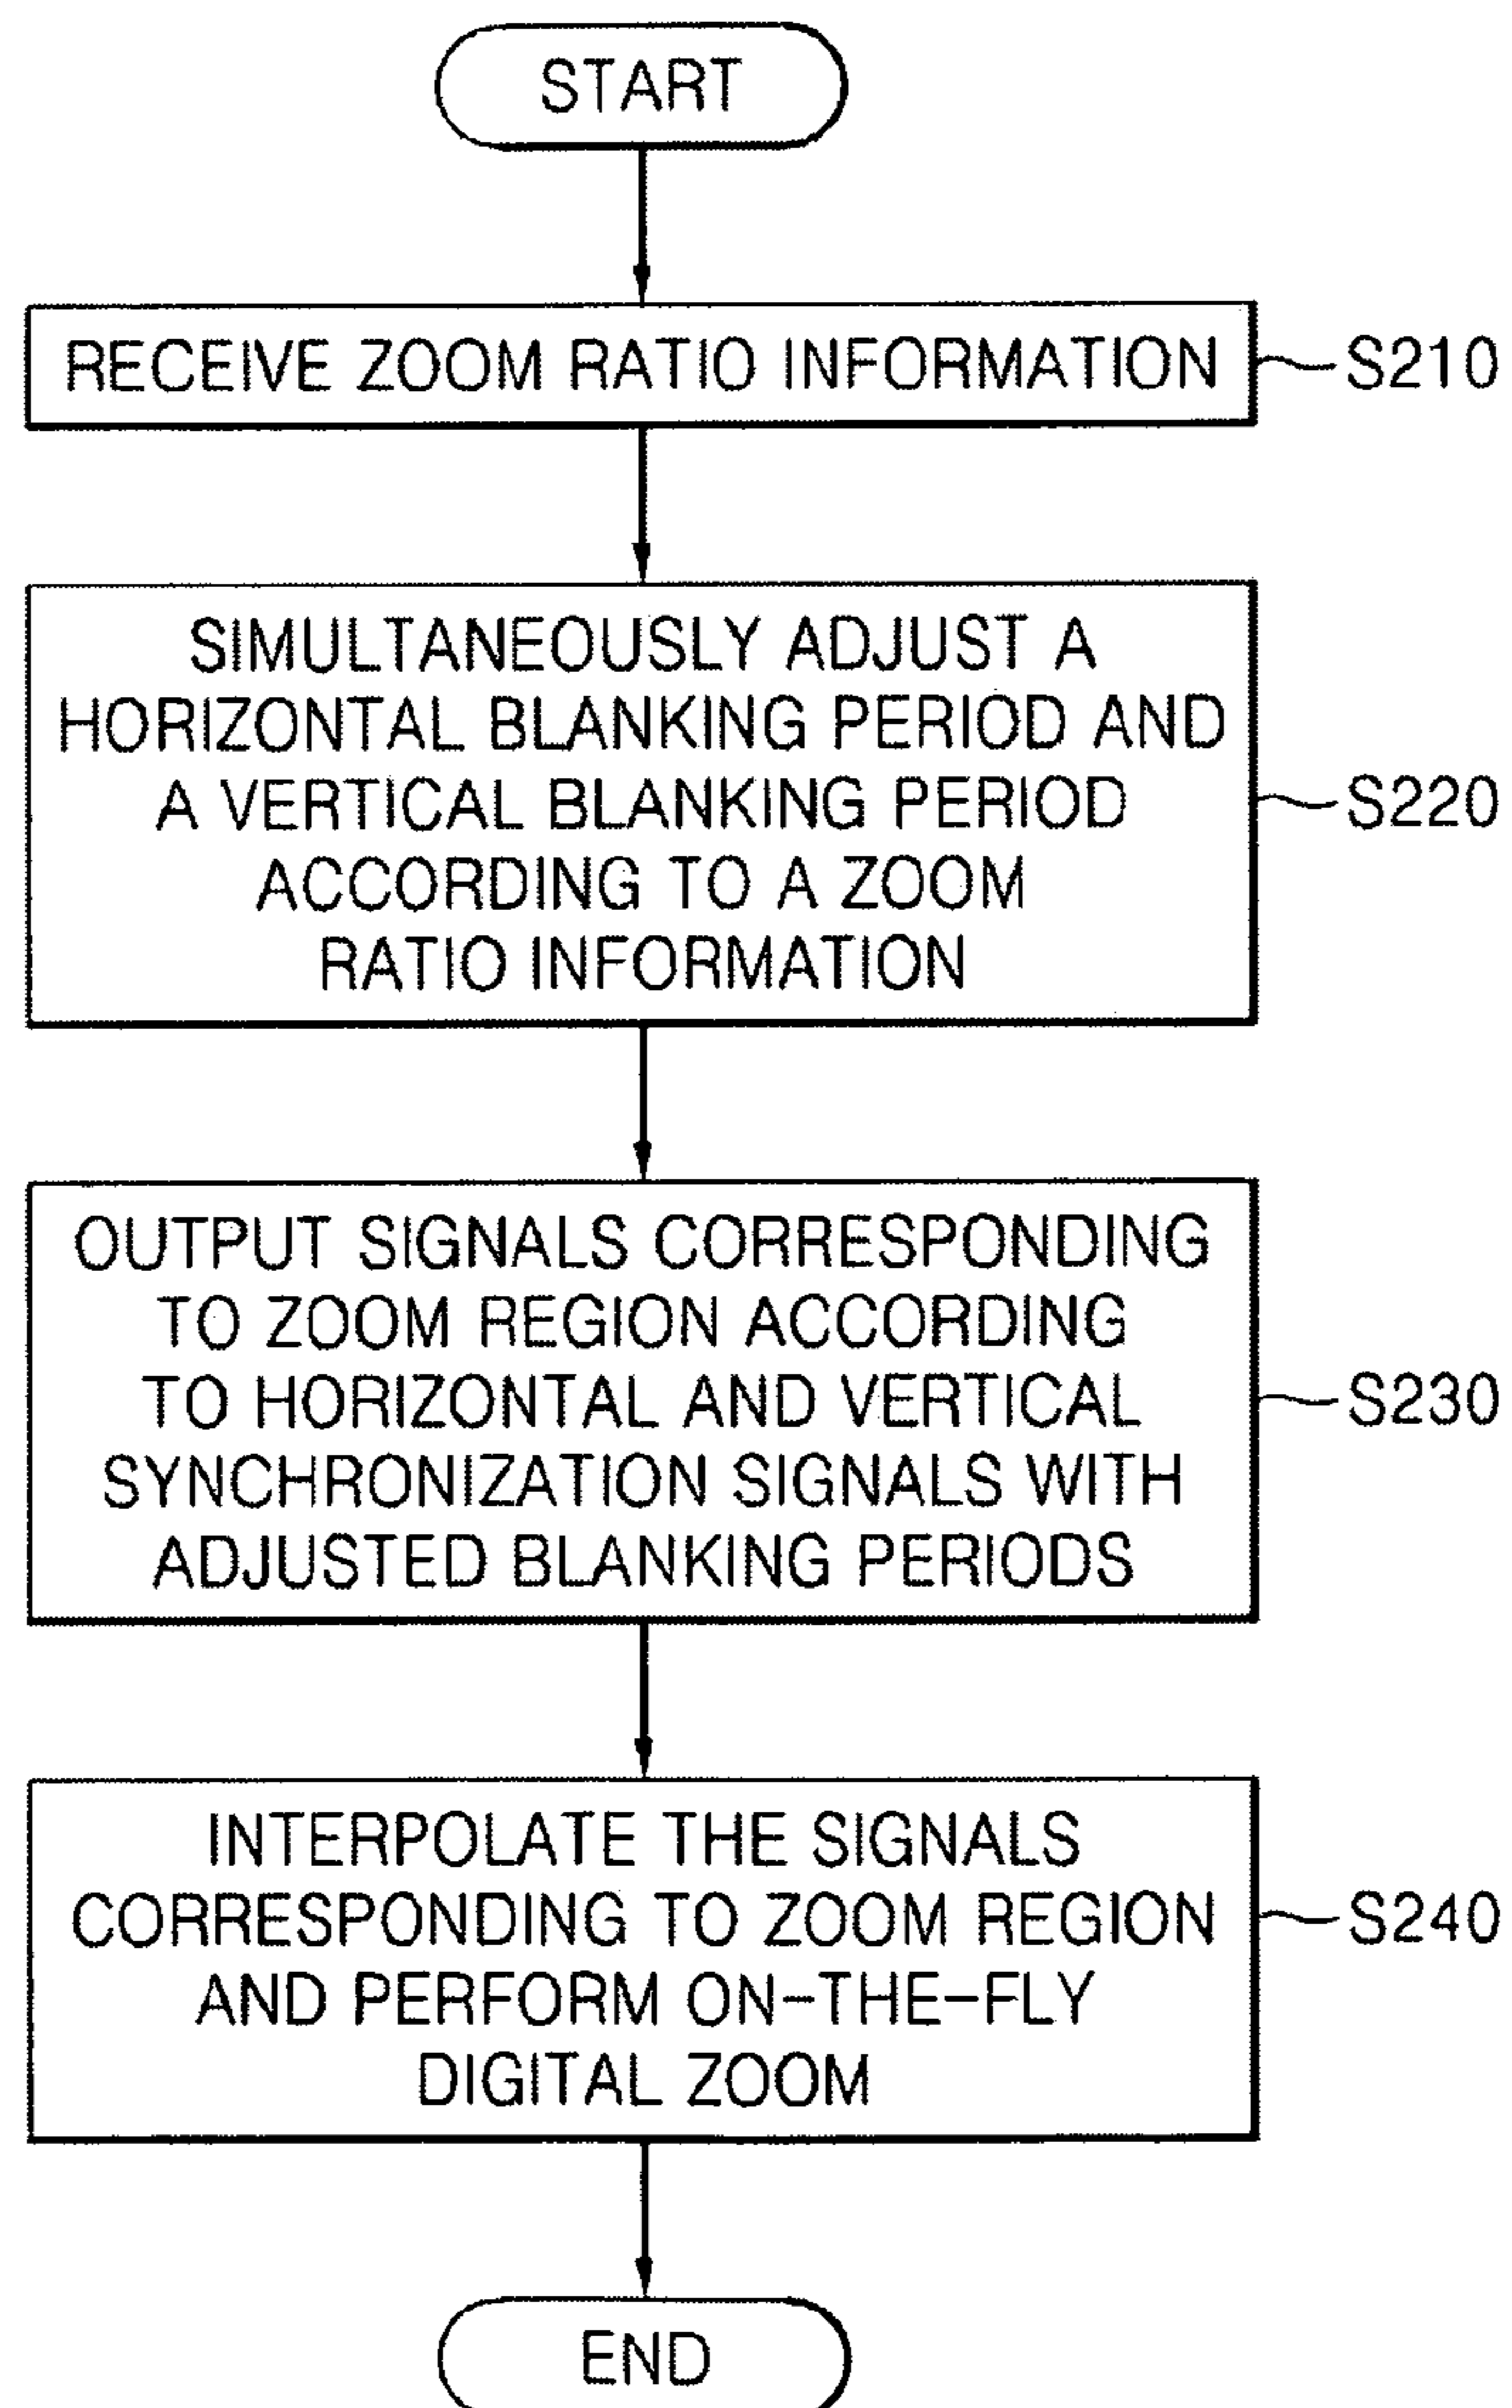 START
RECEIVE ZOOM RATIO INFORMATION
S210
SIMULTANEOUSLY ADJUST A
HORIZONTAL BLANKING PERIOD AND
A VERTICAL BLANKING PERIOD
ACCORDING TO A ZOOM
RATIO INFORMATION
S220
OUTPUT SIGNALS CORRESPONDING
TO ZOOM REGION ACCORDING
TO HORIZONTAL AND VERTICAL
SYNCHRONIZATION SIGNALS WITH
ADJUSTED BLANKING PERIODS
S230
INTERPOLATE THE SIGNALS
CORRESPONDING TO ZOOM REGION
AND PERFORM ON-THE-FLY
DIGITAL ZOOM
S240
END